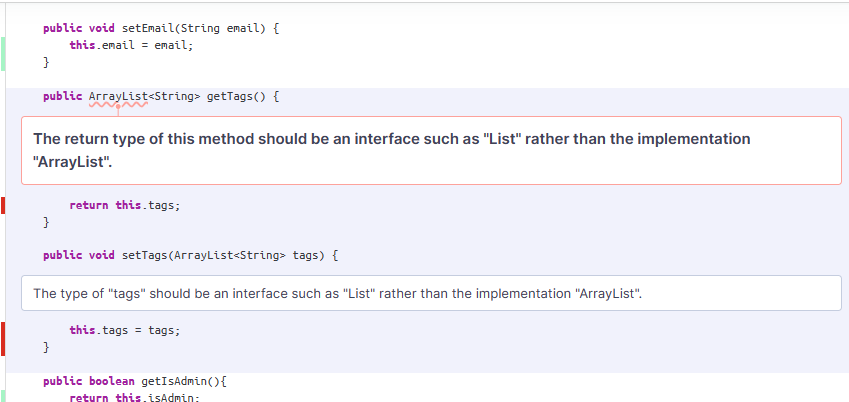 public void setEmail(String email) {
this.email = email;
}
public ArrayList<String> getTags() {
The return type of this method should be an interface such as "List" rather than the implementation
"ArrayList".
return this.tags;
}
public void setTags(ArrayList<String> tags) {
The type of "tags" should be an interface such as "List" rather than the implementation "ArrayList".
this.tags = tags;
}
public boolean getIsAdmin(){
return this.isAdmin;